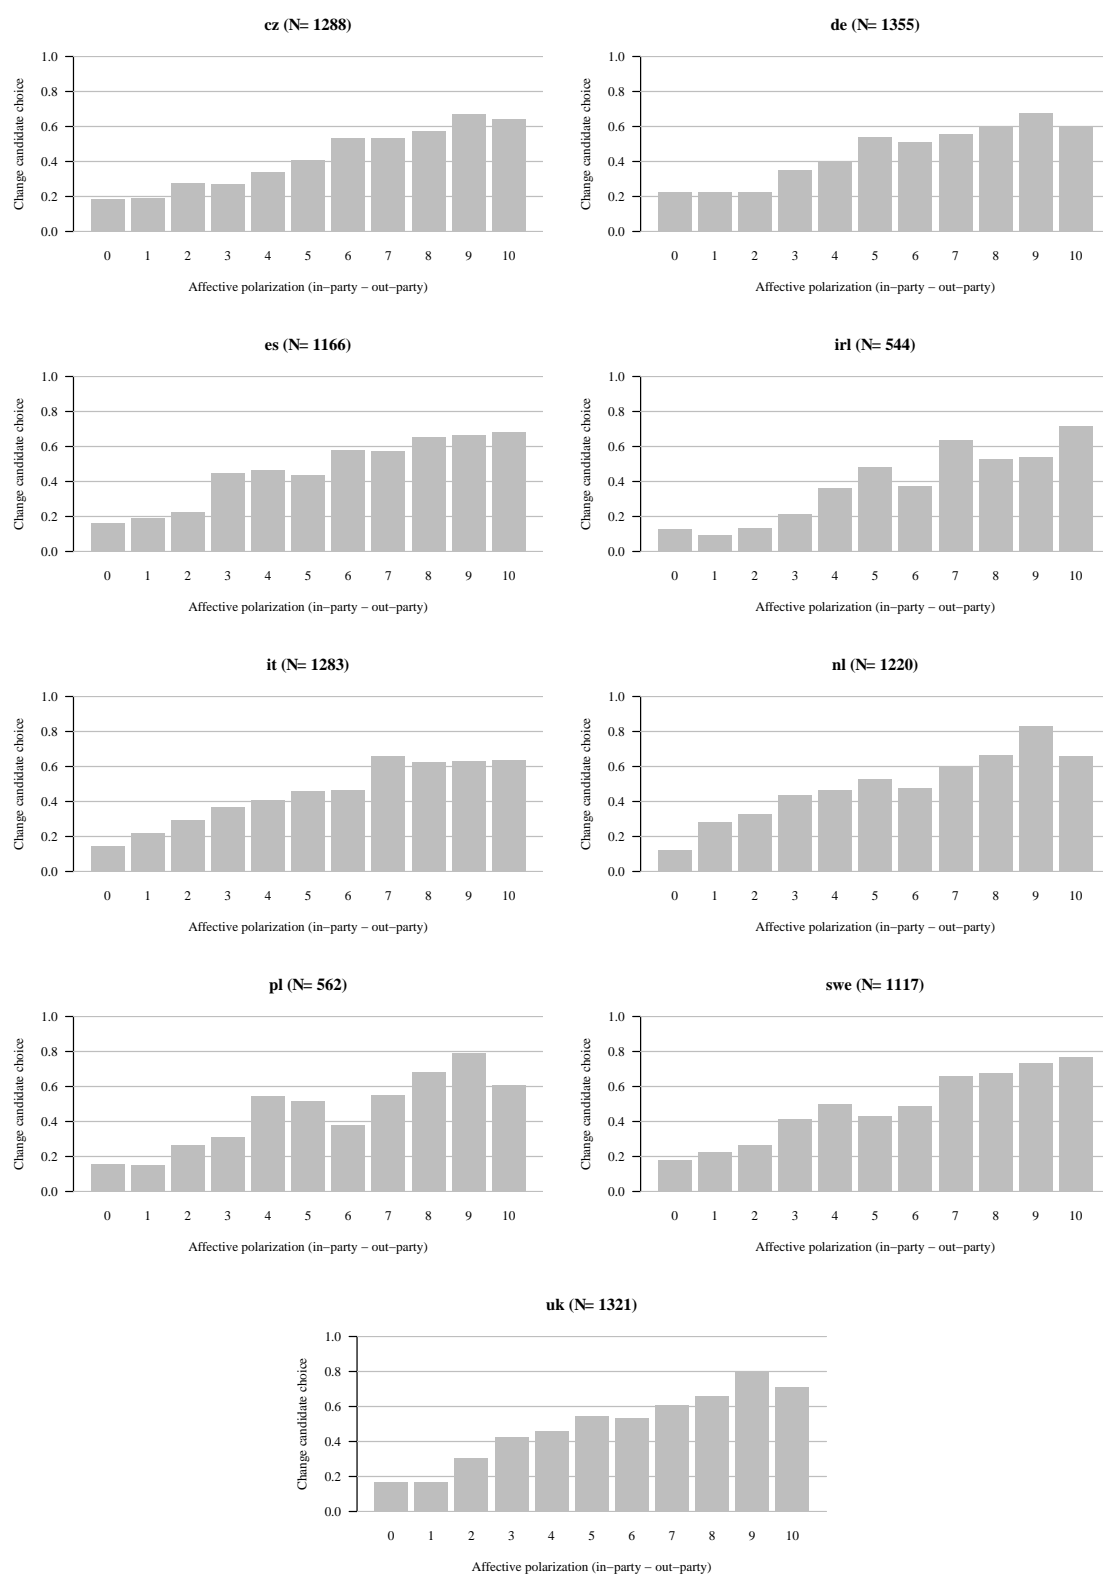 cz (N= 1288)
Change candidate choice
1.0
0.8
0.6
0.4
0.2
0.0
0 1 2 3 4 5 6 7 8 9 10
Affective polarization (in−party − out−party)
de (N= 1355)
Change candidate choice
1.0
0.8
0.6
0.4
0.2
0.0
0 1 2 3 4 5 6 7 8 9 10
Affective polarization (in−party − out−party)
es (N= 1166)
Change candidate choice
1.0
0.8
0.6
0.4
0.2
0.0
0 1 2 3 4 5 6 7 8 9 10
Affective polarization (in−party − out−party)
irl (N= 544)
Change candidate choice
1.0
0.8
0.6
0.4
0.2
0.0
0 1 2 3 4 5 6 7 8 9 10
Affective polarization (in−party − out−party)
it (N= 1283)
Change candidate choice
1.0
0.8
0.6
0.4
0.2
0.0
0 1 2 3 4 5 6 7 8 9 10
Affective polarization (in−party − out−party)
nl (N= 1220)
Change candidate choice
1.0
0.8
0.6
0.4
0.2
0.0
0 1 2 3 4 5 6 7 8 9 10
Affective polarization (in−party − out−party)
pl (N= 562)
Change candidate choice
1.0
0.8
0.6
0.4
0.2
0.0
0 1 2 3 4 5 6 7 8 9 10
Affective polarization (in−party − out−party)
swe (N= 1117)
Change candidate choice
1.0
0.8
0.6
0.4
0.2
0.0
0 1 2 3 4 5 6 7 8 9 10
Affective polarization (in−party − out−party)
uk (N= 1321)
Change candidate choice
1.0
0.8
0.6
0.4
0.2
0.0
0 1 2 3 4 5 6 7 8 9 10
Affective polarization (in−party − out−party)